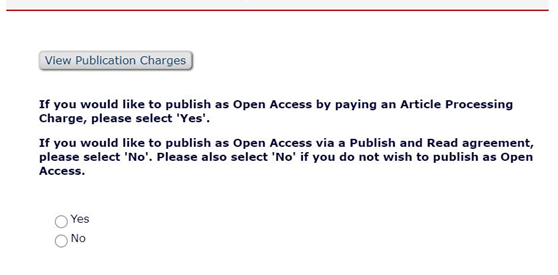 View Publication Charges
If you would like to publish as Open Access by paying an Article Processing
Charge, please select 'Yes'.
If you would like to publish as Open Access via a Publish and Read agreement,
please select 'No'. Please also select 'No' if you do not wish to publish as Open
Access.
Yes
No